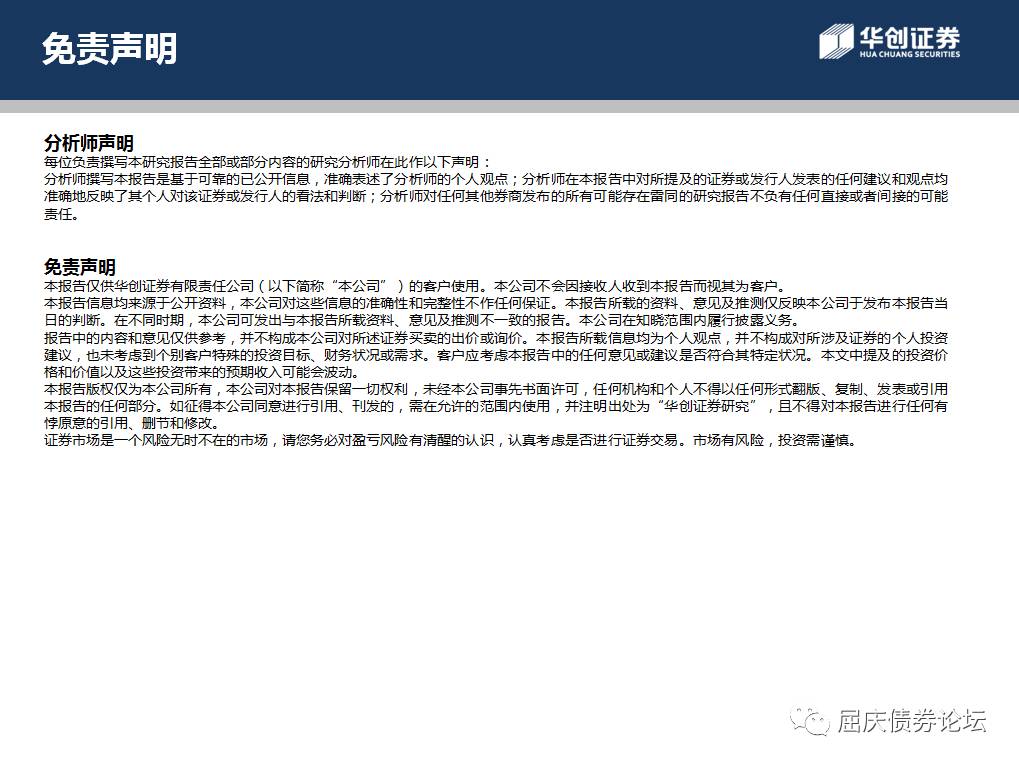 免责声明
华创证券
HUA CHUANG SECURITIES
分析师声明
每位负责撰写本研究报告全部或部分内容的研究分析师在此作以下声明：
分析师撰写本报告是基于可靠的已公开信息，准确表述了分析师的个人观点；分析师在本报告中对所提及的证券或发行人发表的任何建议和观点均
准确地反映了其个人对该证券或发行人的看法和判断；分析师对任何其他券商发布的所有可能存在雷同的研究报告不负有任何直接或者间接的可能
责任。
免责声明
本报告仅供华创证券有限责任公司（以下简称“本公司”）的客户使用。本公司不会因接收人收到本报告而视其为客户。
本报告信息均来源于公开资料，本公司对这些信息的准确性和完整性不作任何保证。本报告所载的资料、意见及推测仅反映本公司于发布本报告当
日的判断。在不同时期，本公司可发出与本报告所载资料、意见及推测不一致的报告。本公司在知晓范围内履行披露义务。
报告中的内容和意见仅供参考，并不构成本公司对所述证券买卖的出价或询价。本报告所载信息均为个人观点，并不构成对所涉及证券的个人投资
建议，也未考虑到个别客户特殊的投资目标、财务状况或需求。客户应考虑本报告中的任何意见或建议是否符合其特定状况。本文中提及的投资价
格和价值以及这些投资带来的预期收入可能会波动。
本报告版权仅为本公司所有，本公司对本报告保留一切权利，未经本公司事先书面许可，任何机构和个人不得以任何形式翻版、复制、发表或引用
本报告的任何部分。如征得本公司同意进行引用、刊发的，需在允许的范围内使用，并注明出处为“华创证券研究”，且不得对本报告进行任何有
悖原意的引用、删节和修改。
证券市场是一个风险无时不在的市场，请您务必对盈亏风险有清醒的认识，认真考虑是否进行证券交易。市场有风险，投资需谨慎。
屈庆债券论坛